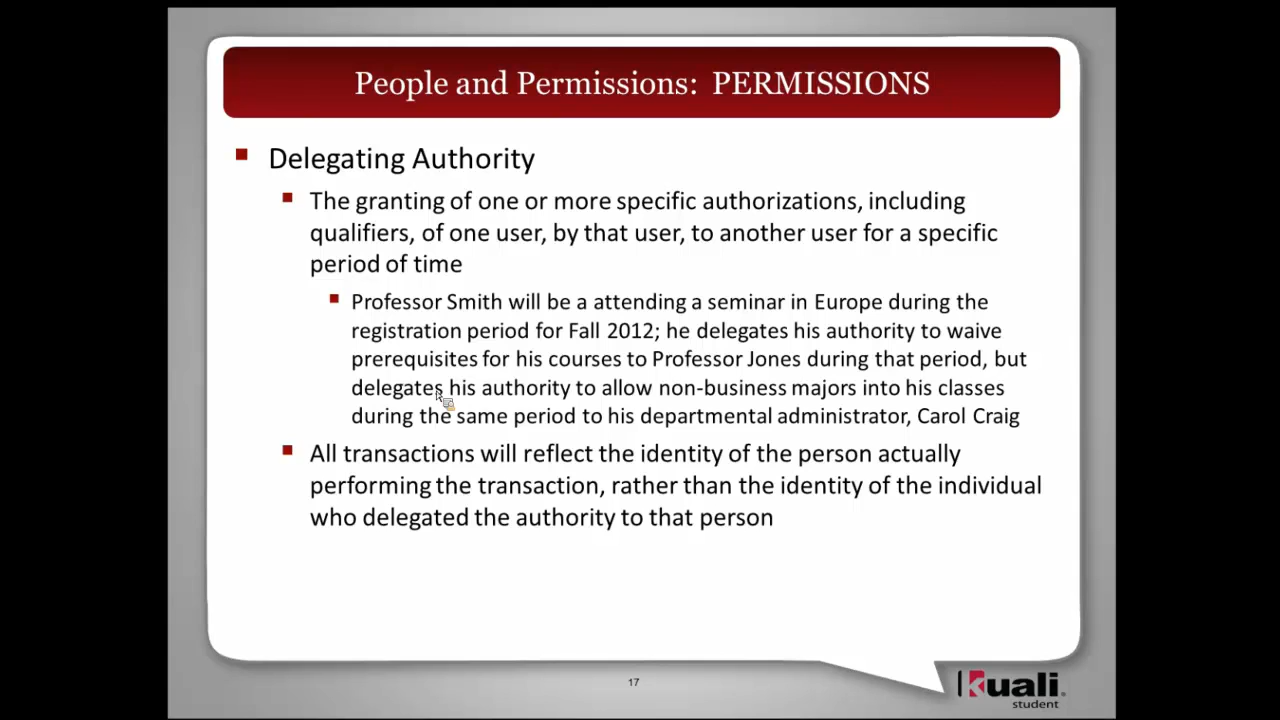 People and Permissions:  PERMISSIONS
Delegating Authority
The granting of one or more specific authorizations, including
qualifiers, of one user, by that user, to another user for a specific
period of time
Professor Smith will be a attending a seminar in Europe during the
registration period for Fall 2012; he delegates his authority to waive
prerequisites for his courses to Professor Jones during that period, but
delegates his authority to allow non-business majors into his classes
during the same period to his departmental administrator, Carol Craig
All transactions will reflect the identity of the person actually
performing the transaction, rather than the identity of the individual
who delegated the authority to that person
17
kuali
student